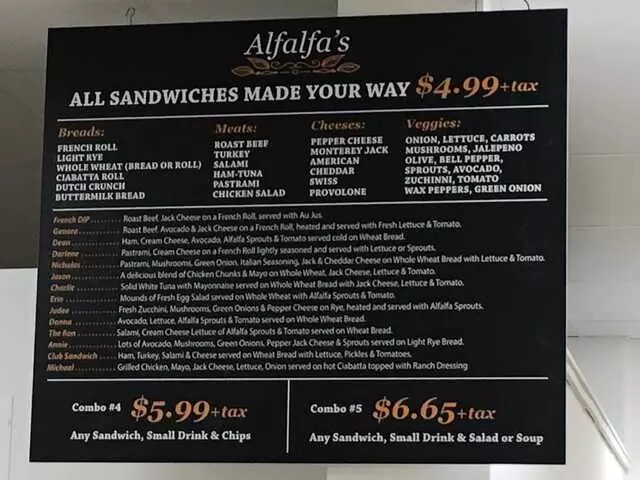 Alfalfa's
ALL SANDWICHES MADE YOUR WAY $4.99+tax
Breads:
FRENCH ROLL
LIGHT RYE
WHOLE WHEAT (BREAD OR ROLL)
CIABATTA ROLL
DUTCH CRUNCH
BUTTERMILK BREAD
Meats:
ROAST BEEF
TURKEY
SALAMI
HAM-TUNA
PASTRAMI
CHICKEN SALAD
Cheeses:
PEPPER CHEESE
MONTEREY JACK
AMERICAN
CHEDDAR
SWISS
PROVOLONE
Veggies:
ONION, LETTUCE, CARROTS
MUSHROOMS, JALEPENO
OLIVE, BELL PEPPER,
SPROUTS, AVOCADO,
ZUCHINNI, TOMATO
WAX PEPPERS, GREEN ONION
French DIP.......... Roast Beef, Jack Cheese on a French Roll, served with Au Jus.
Genora.......... Roast Beef, Avocado & Jack Cheese on a French Roll, heated and served with Fresh Lettuce & Tomato.
Dean.......... Ham, Cream Cheese, Avocado, Alfalfa Sprouts & Tomato served cold on Wheat Bread.
Darlene.......... Pastrami, Cream Cheese on a French Roll lightly seasoned and served with Lettuce or Sprouts.
Nicholas.......... Pastrami, Mushrooms, Green Onion, Italian Seasoning, Jack & Cheddar Cheese on Whole Wheat Bread with Lettuce & Tomato.
Jason.......... A delicious blend of Chicken Chunks & Mayo on Whole Wheat, Jack Cheese, Lettuce & Tomato.
Charlie.......... Solid White Tuna with Mayonnaise served on Whole Wheat Bread with Jack Cheese, Lettuce & Tomato.
Erin.......... Mounds of Fresh Egg Salad served on Whole Wheat with Alfalfa Sprouts & Tomato.
Judee.......... Fresh Zucchini, Mushrooms, Green Onions & Pepper Cheese on Rye, heated and served with Alfalfa Sprouts.
Donna.......... Avocado, Lettuce, Alfalfa Sprouts & Tomato served on Whole Wheat Bread.
The Ron.......... Salami, Cream Cheese Lettuce of Alfalfa Sprouts & Tomato served on Wheat Bread.
Annie.......... Lots of Avocado, Mushrooms, Green Onions, Pepper Jack Cheese & Sprouts served on Light Rye Bread.
Club Sandwich..... Ham, Turkey, Salami & Cheese served on Wheat Bread with Lettuce, Pickles & Tomatoes.
Michael.......... Grilled Chicken, Mayo, Jack Cheese, Lettuce, Onion served on hot Ciabatta topped with Ranch Dressing
Combo #4 $5.99+tax
Any Sandwich, Small Drink & Chips
Combo #5 $6.65+tax
Any Sandwich, Small Drink & Salad or Soup